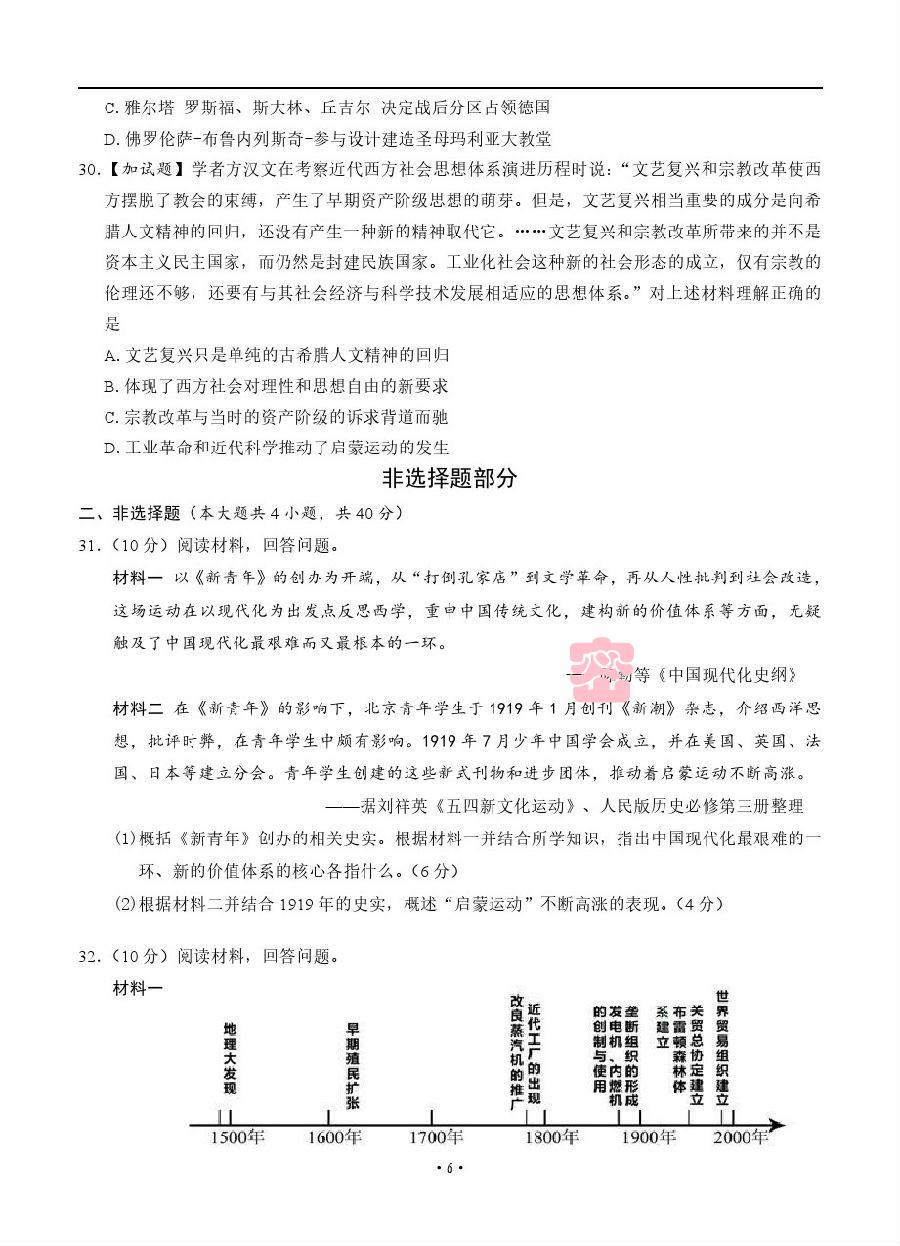 C. 雅尔塔 罗斯福、斯大林、丘吉尔 决定战后分区占领德国
D. 佛罗伦萨-布鲁内列斯奇-参与设计建造圣母玛利亚大教堂
30.【加试题】学者方汉文在考察近代西方社会思想体系演进历程时说：“文艺复兴和宗教改革使西
方摆脱了教会的束缚，产生了早期资产阶级思想的萌芽。但是，文艺复兴相当重要的成分是向希
腊人文精神的回归，还没有产生一种新的精神取代它。……文艺复兴和宗教改革所带来的并不是
资本主义民主国家，而仍然是封建民族国家。工业化社会这种新的社会形态的成立，仅有宗教的
伦理还不够，还要有与其社会经济与科学技术发展相适应的思想体系。”对上述材料理解正确的
是
A. 文艺复兴只是单纯的古希腊人文精神的回归
B. 体现了西方社会对理性和思想自由的新要求
C. 宗教改革与当时的资产阶级的诉求背道而驰
D. 工业革命和近代科学推动了启蒙运动的发生
非选择题部分
二、非选择题（本大题共 4 小题，共 40 分）
31.（10 分）阅读材料，回答问题。
材料一 以《新青年》的创办为开端，从“打倒孔家店”到文学革命，再从人性批判到社会改造，
这场运动在以现代化为出发点反思西学，重申中国传统文化，建构新的价值体系等方面，无疑
触及了中国现代化最艰难而又最根本的一环。
勤等《中国现代化史纲》
材料二 在《新青年》的影响下，北京青年学生于 1919 年 1 月创刊《新潮》杂志，介绍西洋思
想，批评时弊，在青年学生中颇有影响。1919 年 7 月少年中国学会成立，并在美国、英国、法
国、日本等建立分会。青年学生创建的这些新式刊物和进步团体，推动着启蒙运动不断高涨。
——据刘祥英《五四新文化运动》、人民版历史必修第三册整理
(1)概括《新青年》创办的相关史实。根据材料一并结合所学知识，指出中国现代化最艰难的一
环、新的价值体系的核心各指什么。（6 分）
(2)根据材料二并结合 1919 年的史实，概述“启蒙运动”不断高涨的表现。（4 分）
32.（10 分）阅读材料，回答问题。
材料一
地理大发现
早期殖民扩张
改良蒸汽机的推广
近代工厂的出现
发电机、内燃机的创制与使用
垄断组织的形成
布雷顿森林体系建立
关贸总协定建立
世界贸易组织建立
1500年 1600年 1700年 1800年 1900年 2000年
· 6 ·